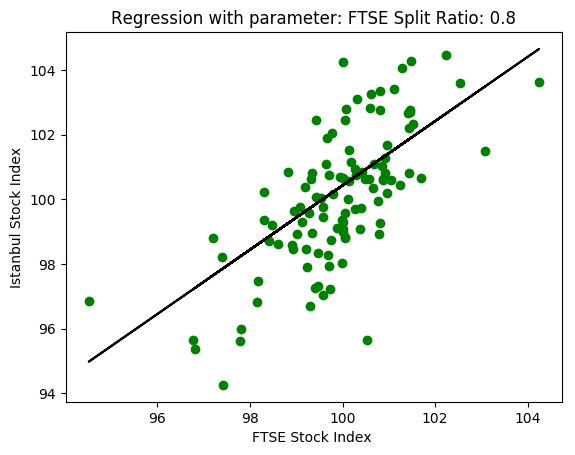 Regression with parameter: FTSE Split Ratio: 0.8
104
102
100
98
96
94
Istanbul Stock Index
96 98 100 102 104
FTSE Stock Index